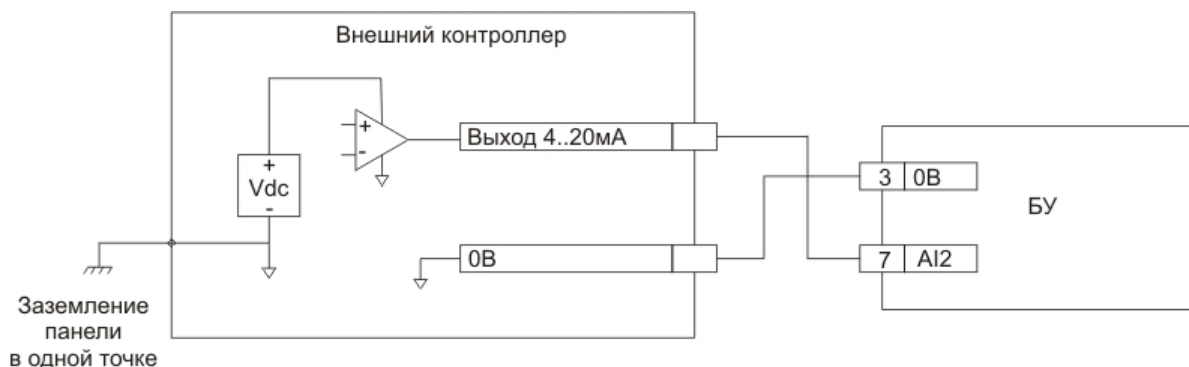 Внешний контроллер
+
-
Выход 4..20мА
+
Vdc
-
3 0В
БУ
0В
7 AI2
Заземление
панели
в одной точке